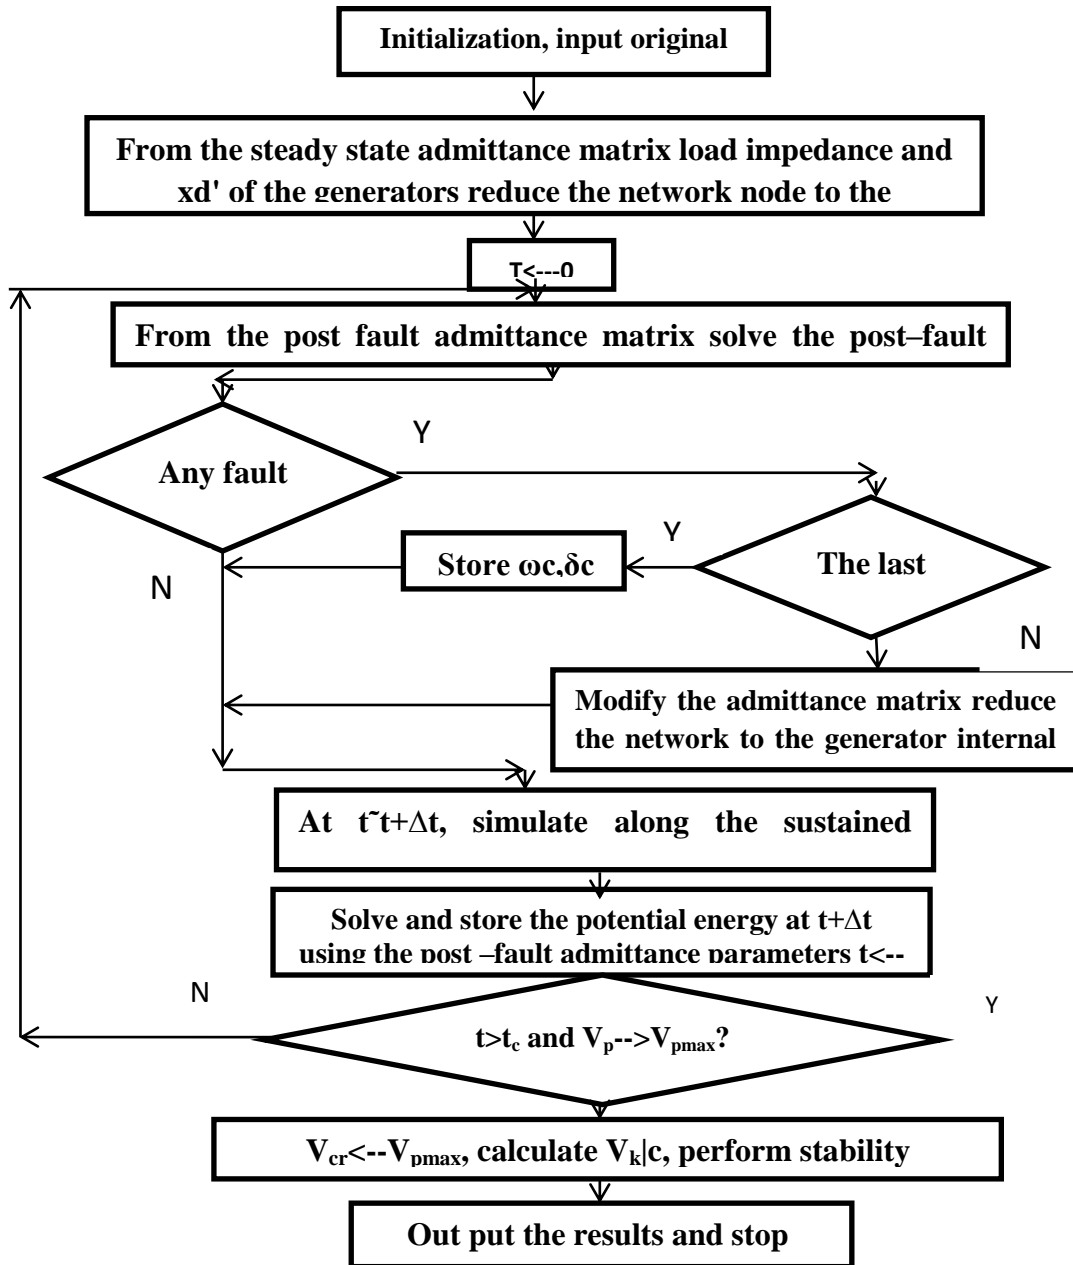 Initialization, input original
From the steady state admittance matrix load impedance and
xd' of the generators reduce the network node to the
T<---0
From the post fault admittance matrix solve the post–fault
Y
Any fault
Y
Store ωc,δc
The last
N
N
Modify the admittance matrix reduce
the network to the generator internal
At t˜t+Δt, simulate along the sustained
Solve and store the potential energy at t+Δt
using the post –fault admittance parameters t<--
N
Y
t>tc and Vp-->Vpmax?
Vcr<--Vpmax, calculate Vk|c, perform stability
Out put the results and stop